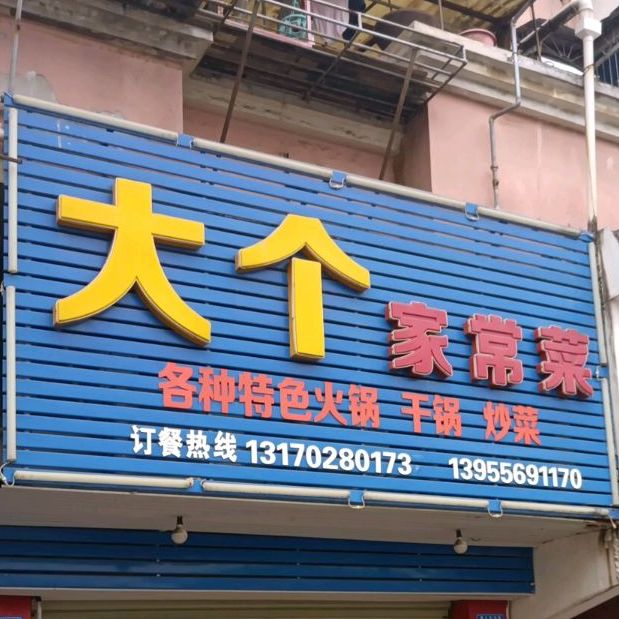 大个 家常菜
各种特色火锅 干锅 炒菜
订餐热线 13170280173 13955691170